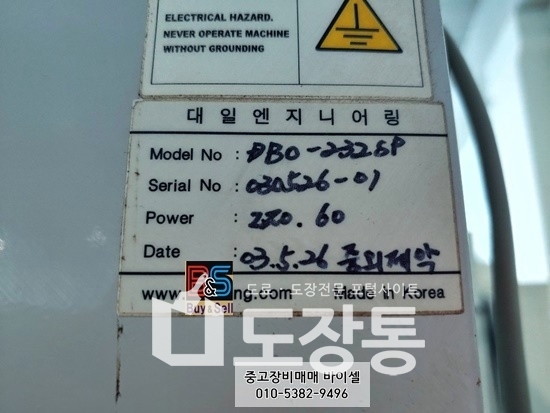 ELECTRICAL HAZARD.
NEVER OPERATE MACHINE
WITHOUT GROUNDING
대일엔지니어링
Model No : DBO-2326P
Serial No : 030526-01
Power : 220. 60
Date : 03.5.26 중외제약
www. ng.com Made in Korea
B&S
Buy&Sell
도료 도장전문 포털사이트
도장통
중고장비매매 바이셀
010-5382-9496